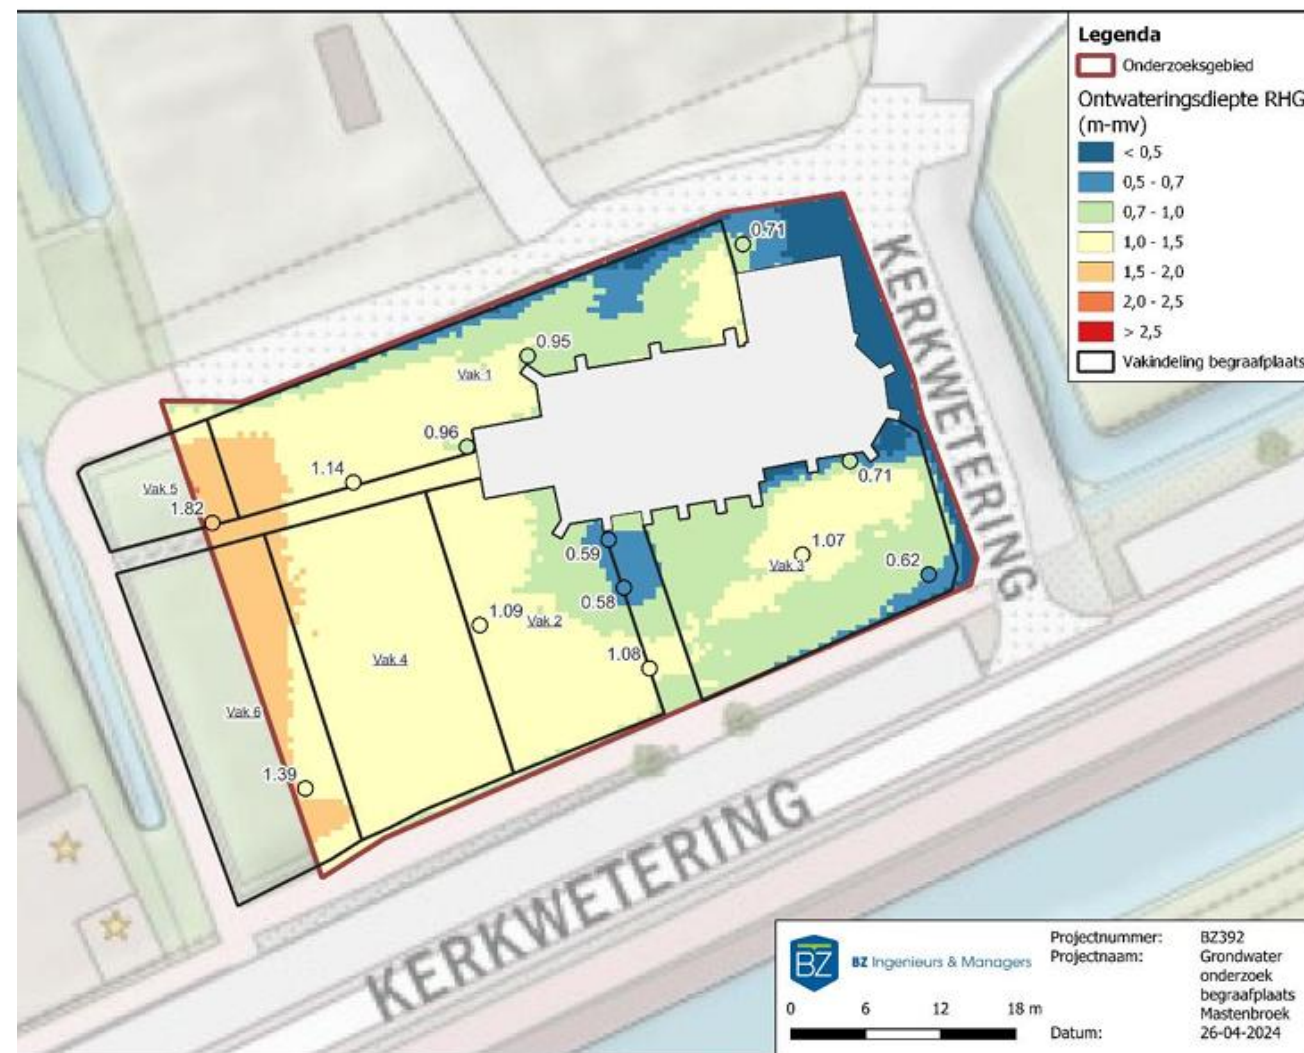 Legenda
Onderzoeksgebied
Ontwateringsdiepte RHG
(m-mv)
< 0,5
0,5 - 0,7
0,7 - 1,0
1,0 - 1,5
1,5 - 2,0
2,0 - 2,5
> 2,5
Vakindeling begraafplaats
0.71
KERKWETERING
0.95
Vak 1
0.96
1.14
Vak 5
1.82
0.71
0.59
1.07
Vak 3
0.62
0.58
1.09
Vak 2
1.08
Vak 4
Vak 6
1.39
KERKWETERING
BZ
BZ Ingenieurs & Managers
0 6 12 18 m
Projectnummer: BZ392
Projectnaam: Grondwater
onderzoek
begraafplaats
Mastenbroek
Datum: 26-04-2024